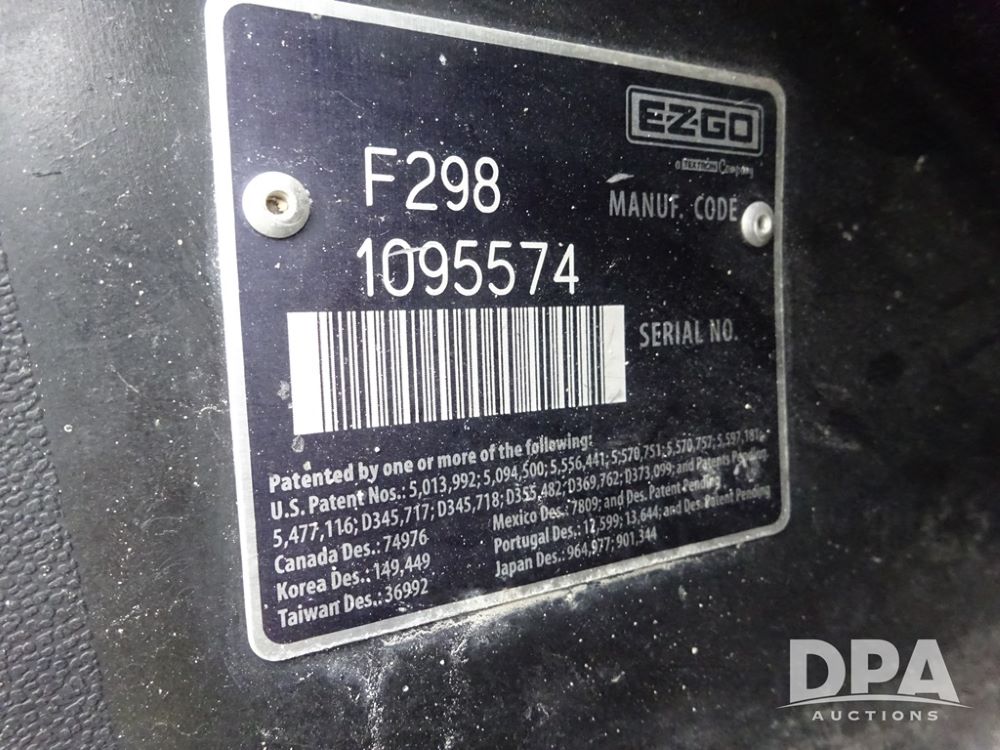 EZGO
a TEXTRON Company
F298
MANUF. CODE
1095574
SERIAL NO.
Patented by one or more of the following:
U.S. Patent Nos.: 5,013,992; 5,094,500; 5,556,441; 5,570,751; 5,570,757; 5,597,181;
5,477,116; D345,717; D345,718; D355,482; D369,762; D373,099; and Patents Pending.
Canada Des.: 74976 Mexico Des.: 7809; and Des. Patent Pending
Korea Des.: 149,449 Portugal Des.: 12,599; 13,644; and Des. Patent Pending
Taiwan Des.: 36992 Japan Des.: 964,977; 901,344
DPA
AUCTIONS